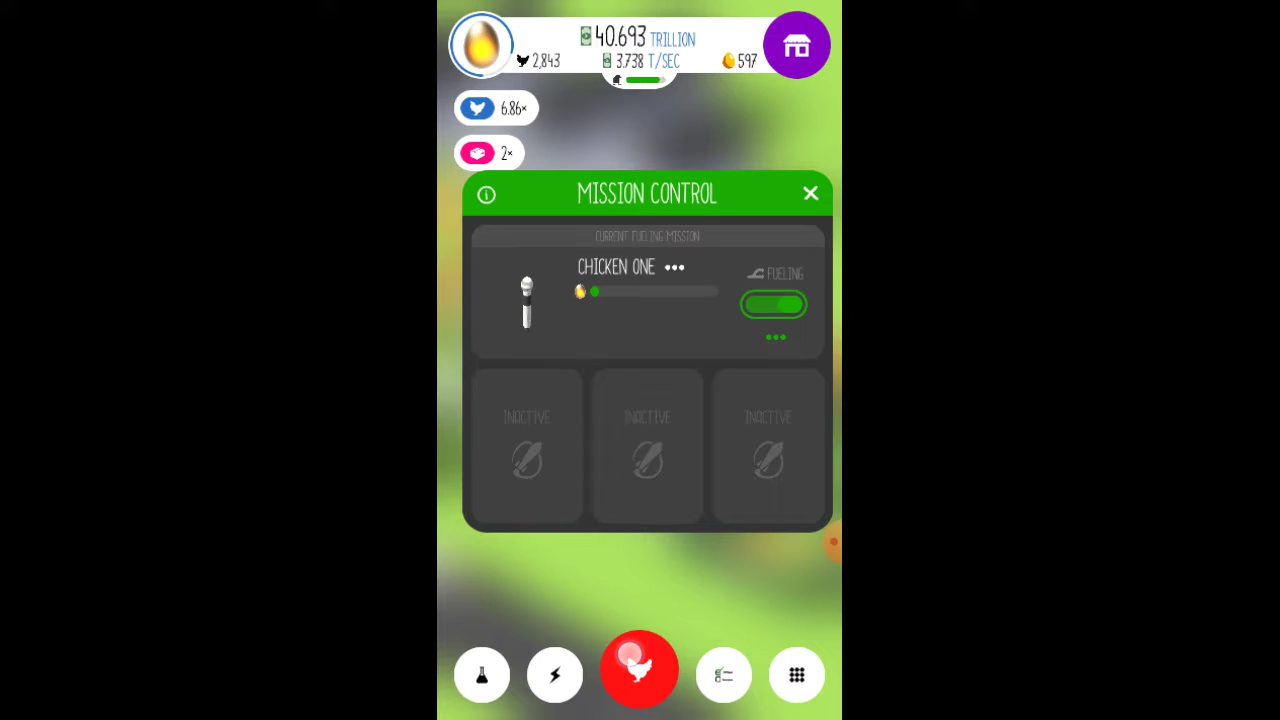 40.693 TRILLION
2,843
3.738 T/SEC
597
6.86×
2×
MISSION CONTROL
CURRENT FUELING MISSION
CHICKEN ONE •••
FUELING
•••
INACTIVE
INACTIVE
INACTIVE